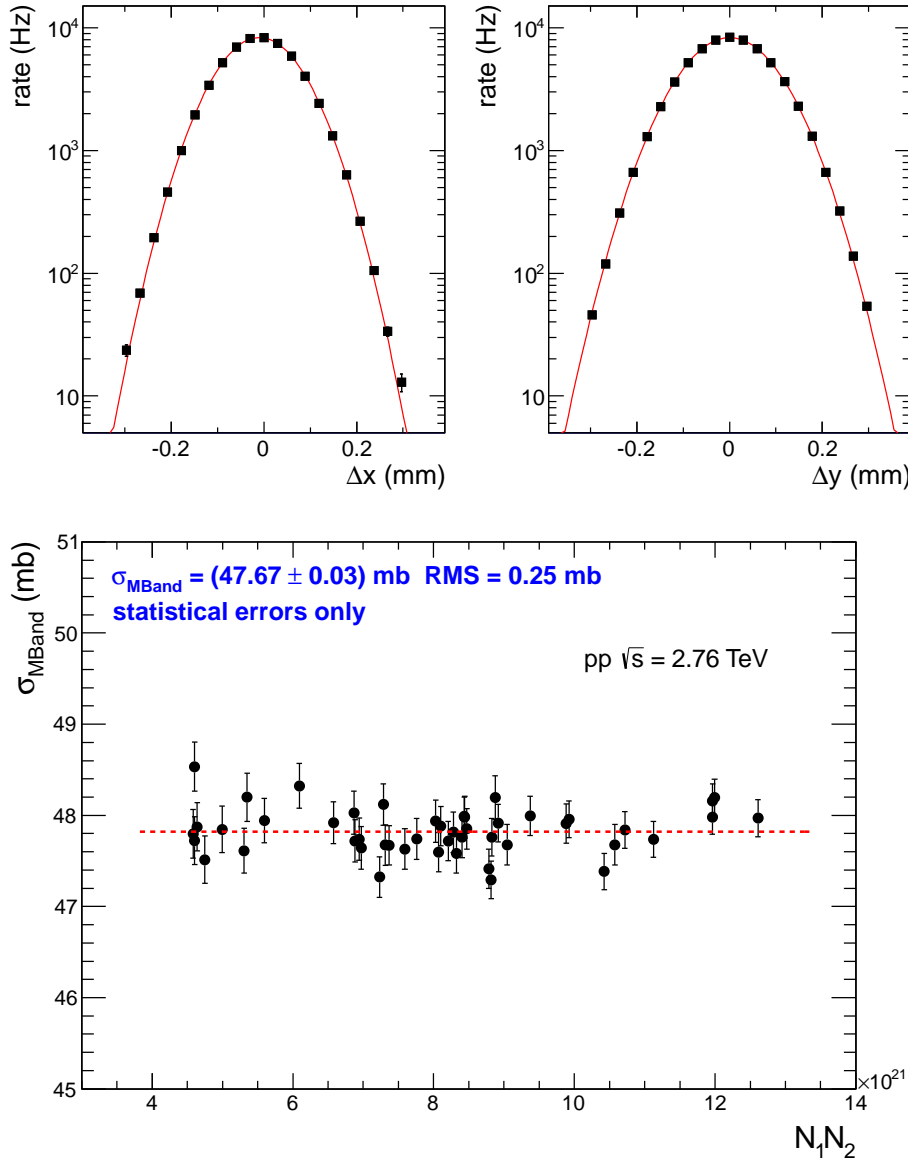 rate (Hz)
10⁴
10³
10²
10
-0.2 0 0.2
Δx (mm)
rate (Hz)
10⁴
10³
10²
10
-0.2 0 0.2
Δy (mm)
σMBand (mb)
51
50
49
48
47
46
45
σMBand = (47.67 ± 0.03) mb RMS = 0.25 mb
statistical errors only
pp √s = 2.76 TeV
4 6 8 10 12 14
×10²¹
N₁N₂